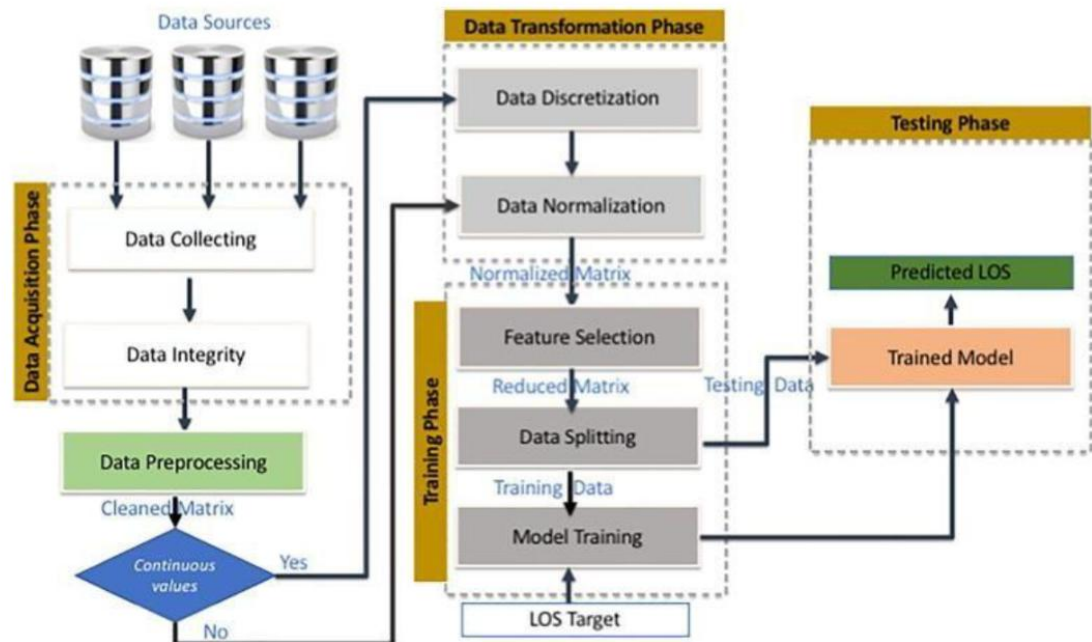 Data Sources
Data Acquisition Phase
Data Collecting
Data Integrity
Data Preprocessing
Cleaned Matrix
Continuous
values
Yes
No
Data Transformation Phase
Data Discretization
Data Normalization
Normalized Matrix
Training Phase
Feature Selection
Reduced Matrix
Data Splitting
Training Data
Model Training
LOS Target
Testing Data
Testing Phase
Predicted LOS
Trained Model